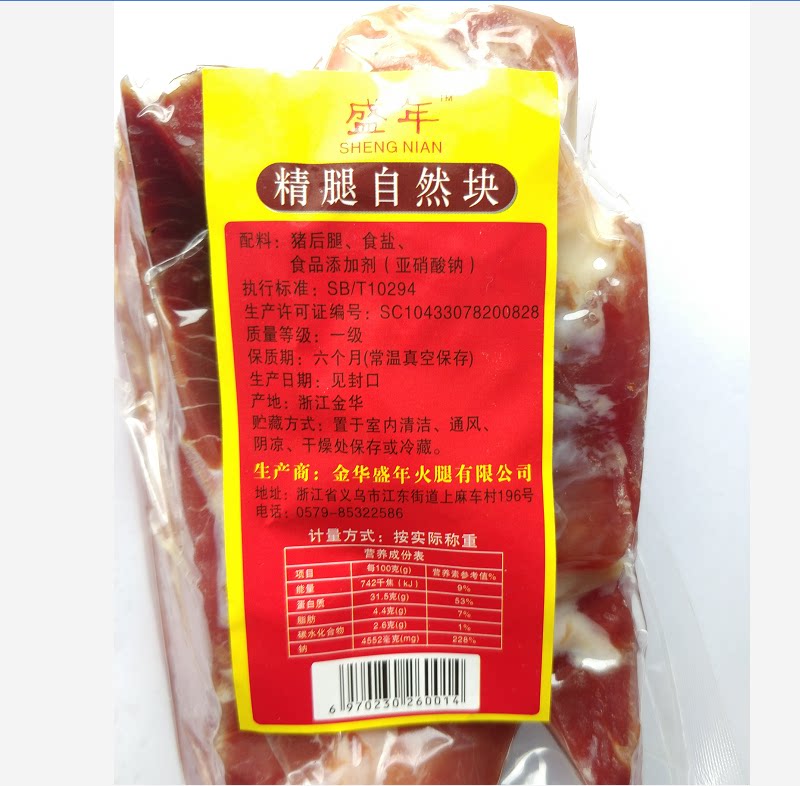 盛年™
SHENG NIAN
精腿自然块
配料：猪后腿、食盐、
食品添加剂（亚硝酸钠）
执行标准：SB/T10294
生产许可证编号：SC10433078200828
质量等级：一级
保质期：六个月(常温真空保存)
生产日期：见封口
产地：浙江金华
贮藏方式：置于室内清洁、通风、
阴凉、干燥处保存或冷藏。
生产商：金华盛年火腿有限公司
地址：浙江省义乌市江东街道上麻车村196号
电话：0579-85322586
计量方式：按实际称重
营养成份表
项目 每100克(g) 营养素参考值%
能量 742千焦（kJ） 9%
蛋白质 31.5克(g) 53%
脂肪 4.4克(g) 7%
碳水化合物 2.6克(g) 1%
钠 4552毫克(mg) 228%
6 970230 260014